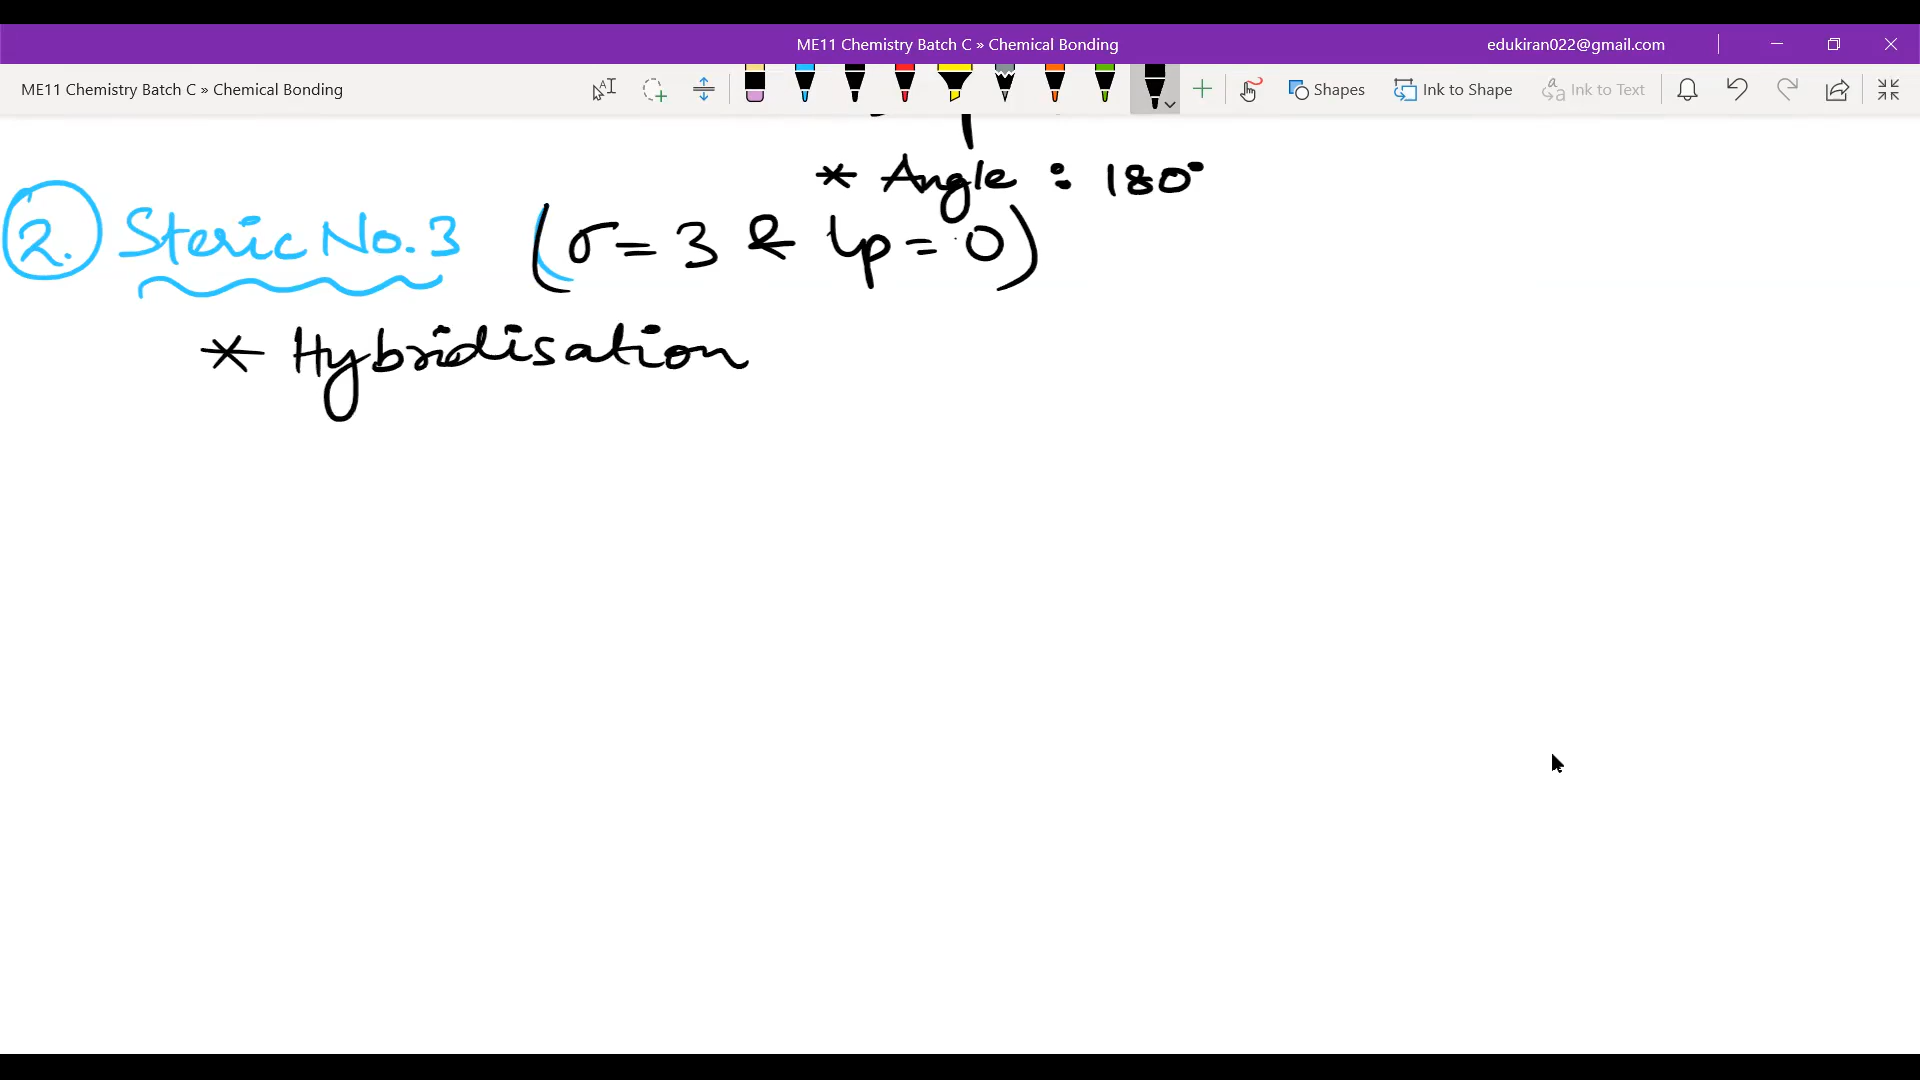 ME11 Chemistry Batch C » Chemical Bonding
edukiran022@gmail.com
ME11 Chemistry Batch C » Chemical Bonding
Shapes
Ink to Shape
Ink to Text
* Angle : 180°
2. Steric No. 3 (σ = 3 & lp = 0)
* Hybridisation